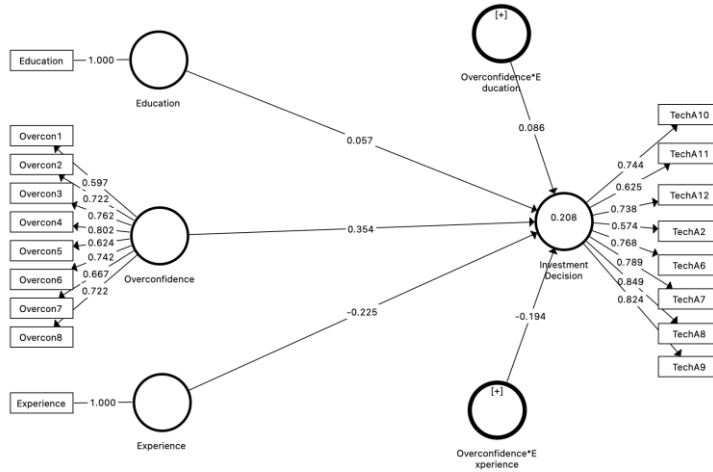 [+]
Education
1.000
Education
Overconfidence*E
ducation
0.086
0.057
Overcon1
Overcon2
Overcon3
Overcon4
Overcon5
Overcon6
Overcon7
Overcon8
0.597
0.722
0.762
0.802
0.624
0.742
0.667
0.722
Overconfidence
0.354
0.208
Investment
Decision
0.744
0.625
0.738
0.574
0.768
0.789
0.849
0.824
TechA10
TechA11
TechA12
TechA2
TechA6
TechA7
TechA8
TechA9
-0.225
-0.194
Experience
1.000
Experience
[+]
Overconfidence*E
xperience